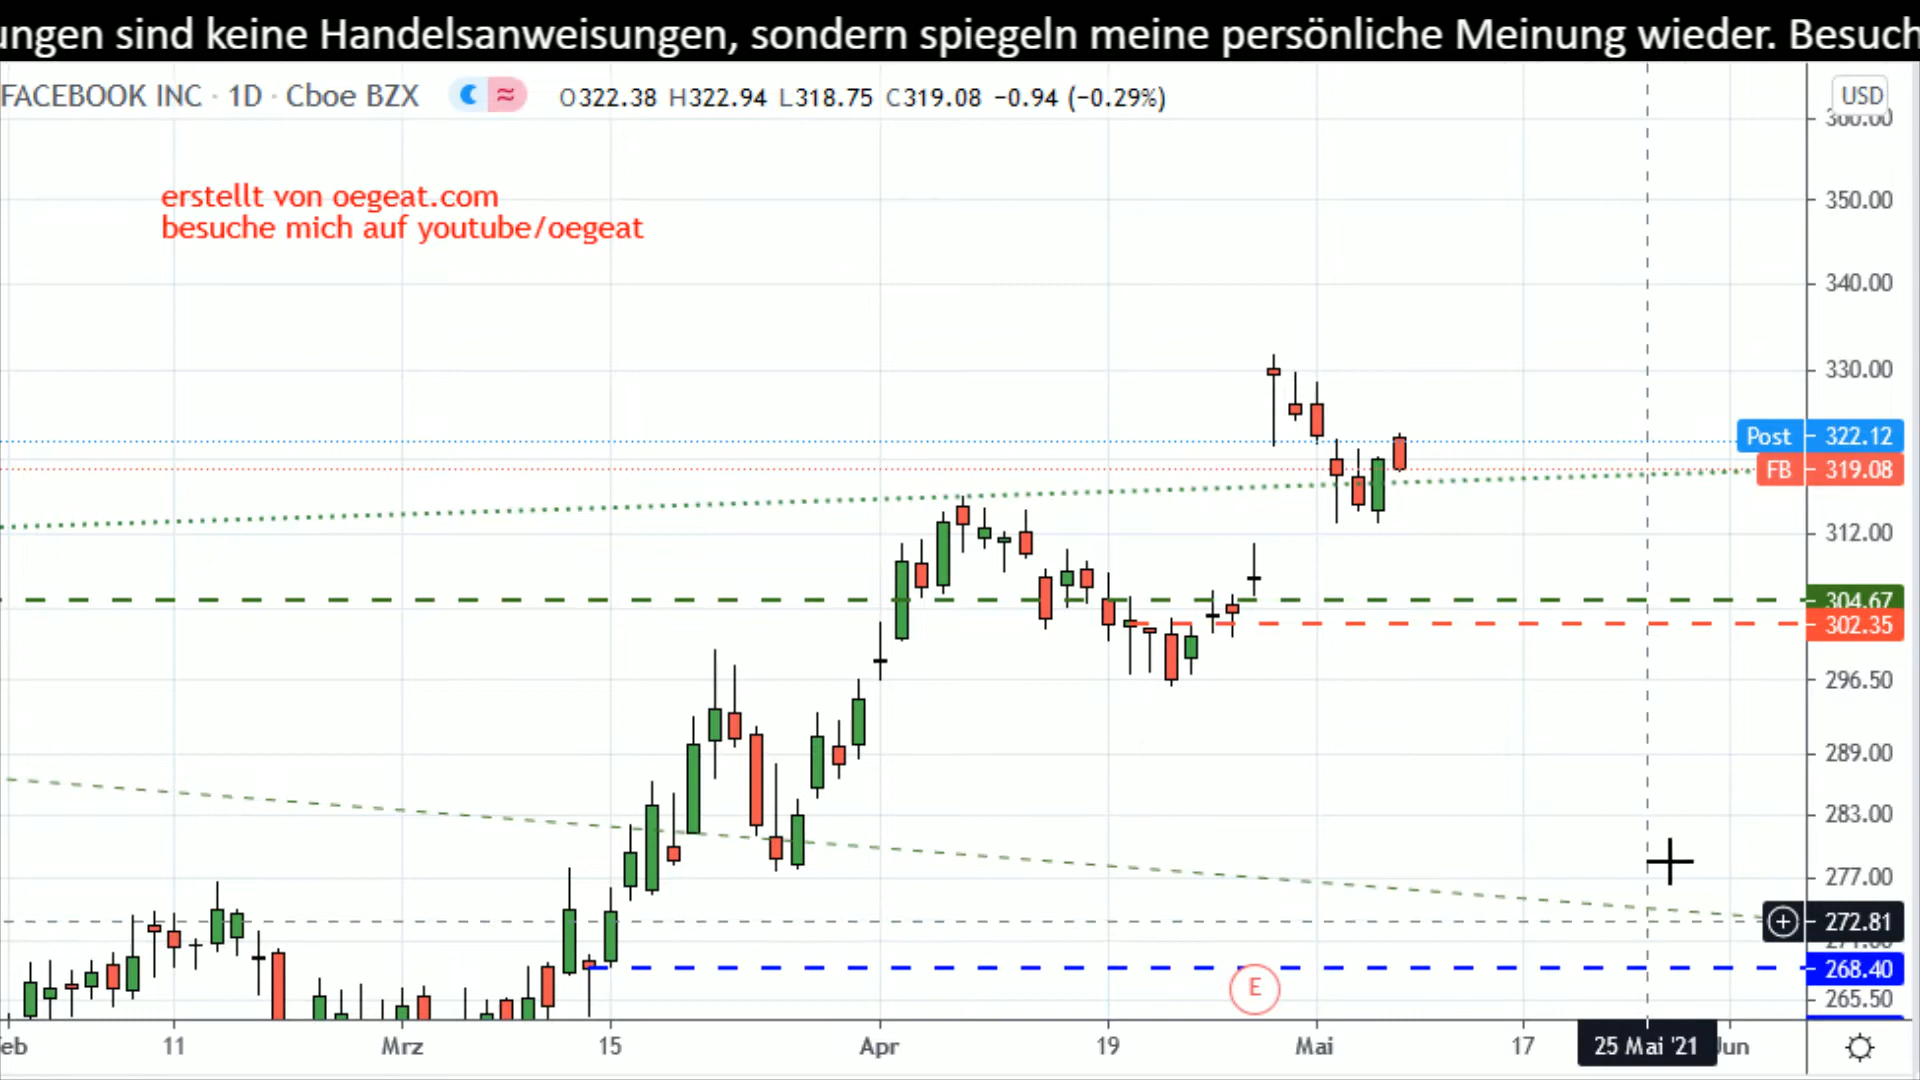 sind keine Handelsanweisungen, sondern spiegeln meine persönliche Meinung wieder.
FACEBOOK INC · 1D · Cboe BZX
O322.38 H322.94 L318.75 C319.08 −0.94 (−0.29%)
USD
erstellt von oegeat.com
besuche mich auf youtube/oegeat
350.00
340.00
330.00
Post 322.12
FB 319.08
312.00
304.67
302.35
296.50
289.00
283.00
277.00
272.81
268.40
E
265.50
11
Mrz
15
Apr
19
Mai
17
25 Mai '21
Jun